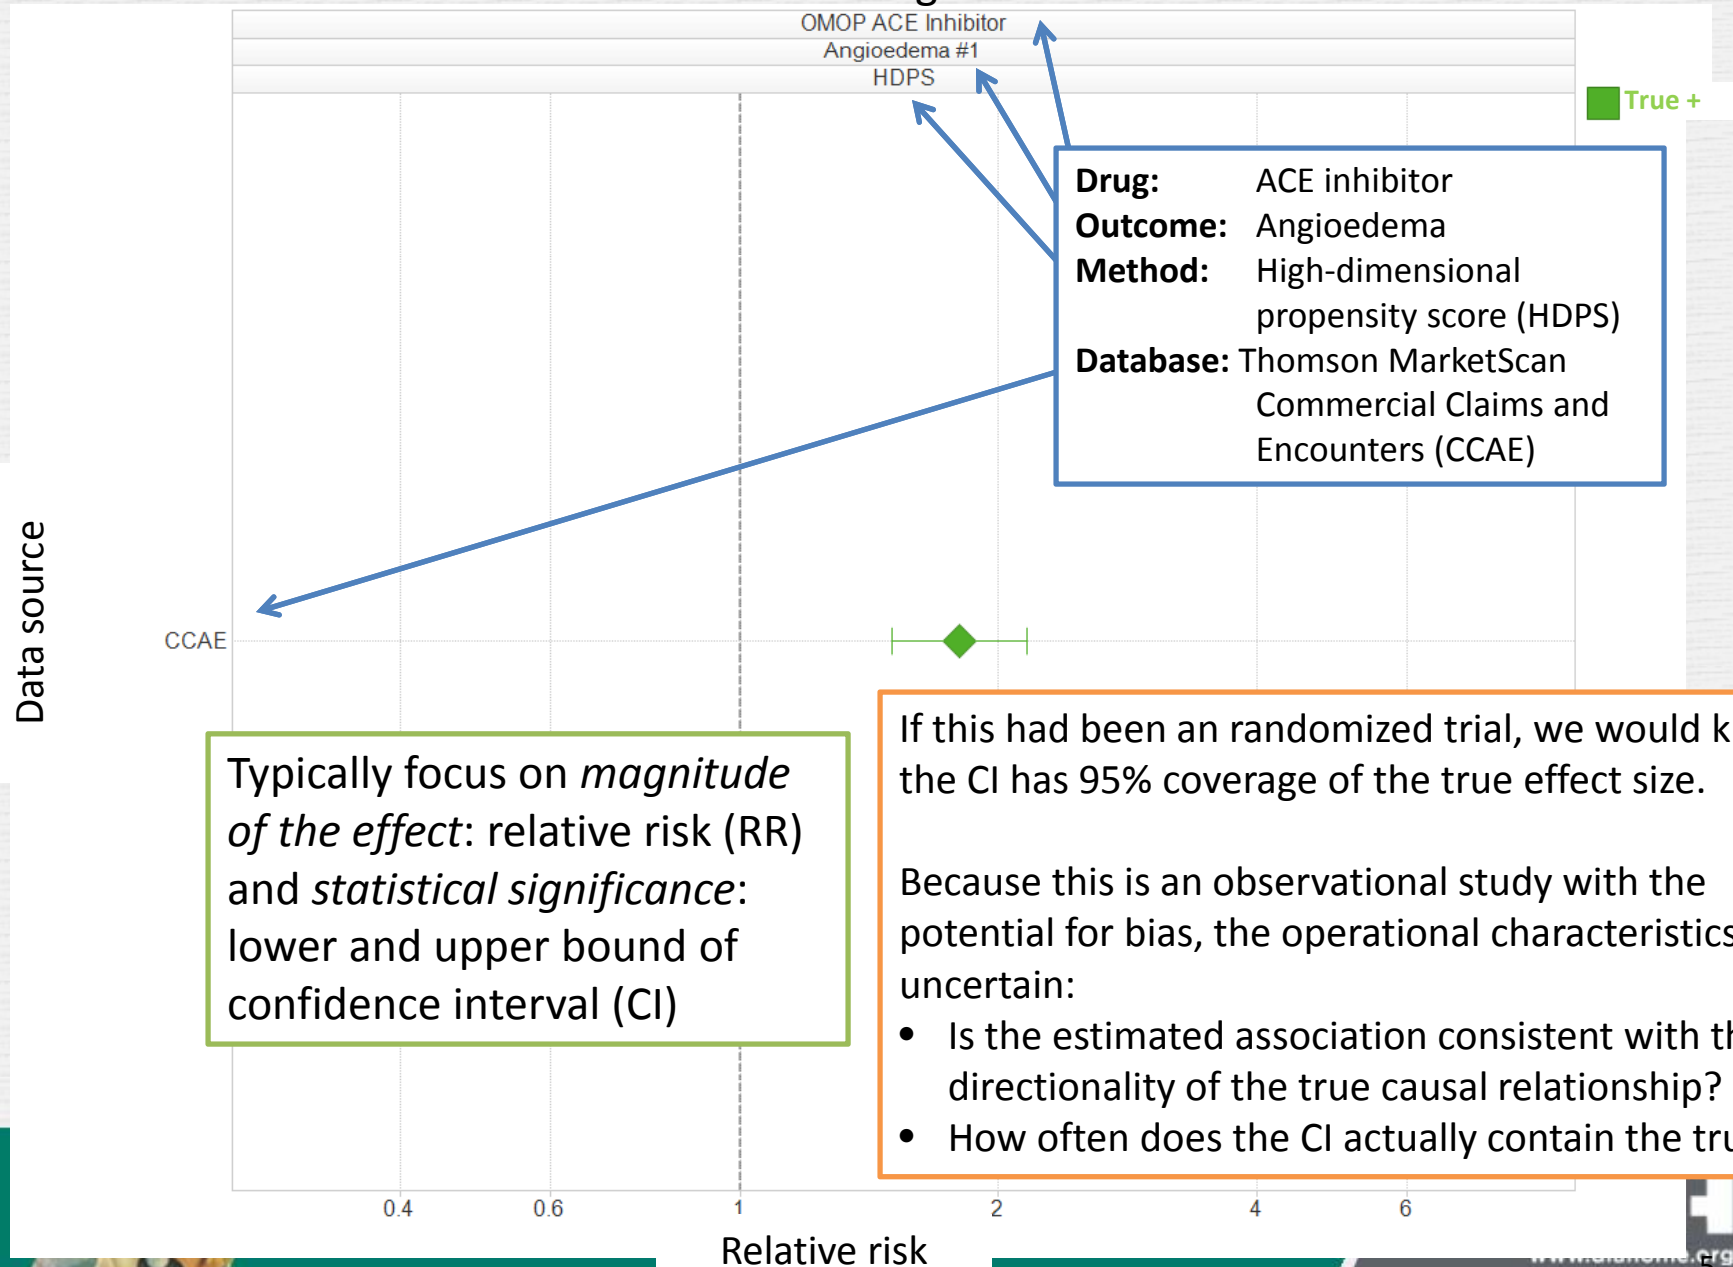 OMOP ACE Inhibitor
Angioedema #1
HDPS
True +
Drug: ACE inhibitor
Outcome: Angioedema
Method: High-dimensional
propensity score (HDPS)
Database: Thomson MarketScan
Commercial Claims and
Encounters (CCAE)
Data source
CCAE
Typically focus on magnitude
of the effect: relative risk (RR)
and statistical significance:
lower and upper bound of
confidence interval (CI)
If this had been an randomized trial, we would k
the CI has 95% coverage of the true effect size.
Because this is an observational study with the
potential for bias, the operational characteristics
uncertain:
• Is the estimated association consistent with th
directionality of the true causal relationship?
• How often does the CI actually contain the tru
0.4 0.6 1 2 4 6
Relative risk
5